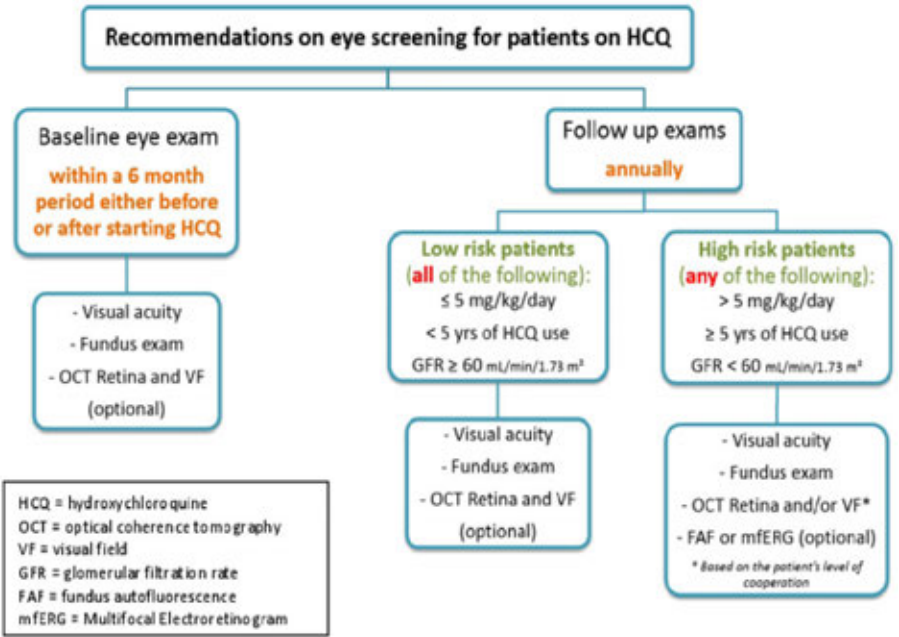 Recommendations on eye screening for patients on HCQ
Baseline eye exam
within a 6 month
period either before
or after starting HCQ
- Visual acuity
- Fundus exam
- OCT Retina and VF
(optional)
Follow up exams
annually
Low risk patients
(all of the following):
≤ 5 mg/kg/day
< 5 yrs of HCQ use
GFR ≥ 60 mL/min/1.73 m²
- Visual acuity
- Fundus exam
- OCT Retina and VF
(optional)
High risk patients
(any of the following):
> 5 mg/kg/day
≥ 5 yrs of HCQ use
GFR < 60 mL/min/1.73 m²
- Visual acuity
- Fundus exam
- OCT Retina and/or VF*
- FAF or mfERG (optional)
* Based on the patient's level of
cooperation
HCQ = hydroxychloroquine
OCT = optical coherence tomography
VF = visual field
GFR = glomerular filtration rate
FAF = fundus autofluorescence
mfERG = Multifocal Electroretinogram